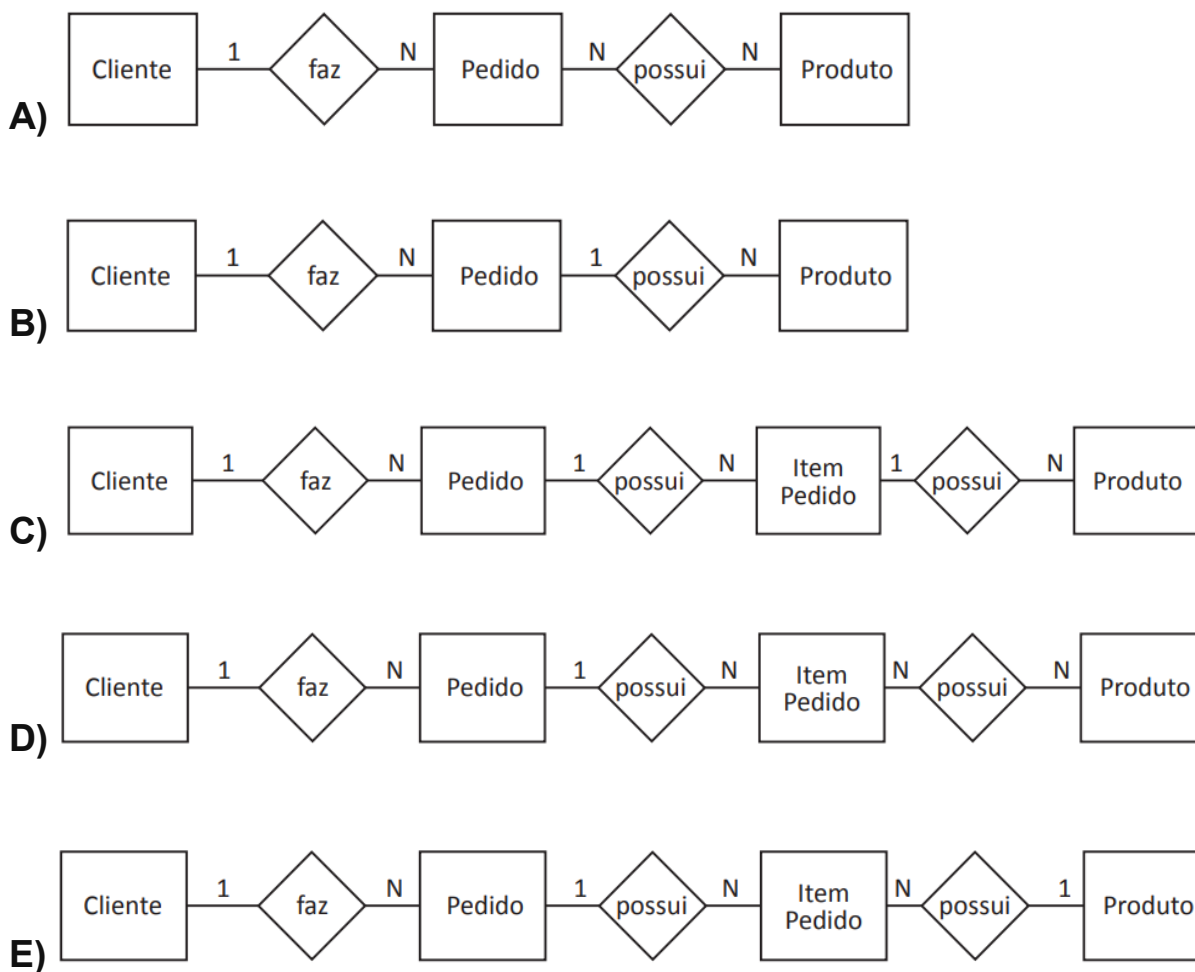 Cliente 1 faz N Pedido N possui N Produto
A)
Cliente 1 faz N Pedido 1 possui N Produto
B)
Cliente 1 faz N Pedido 1 possui N Item Pedido 1 possui N Produto
C)
Cliente 1 faz N Pedido 1 possui N Item Pedido N possui N Produto
D)
Cliente 1 faz N Pedido 1 possui N Item Pedido N possui 1 Produto
E)